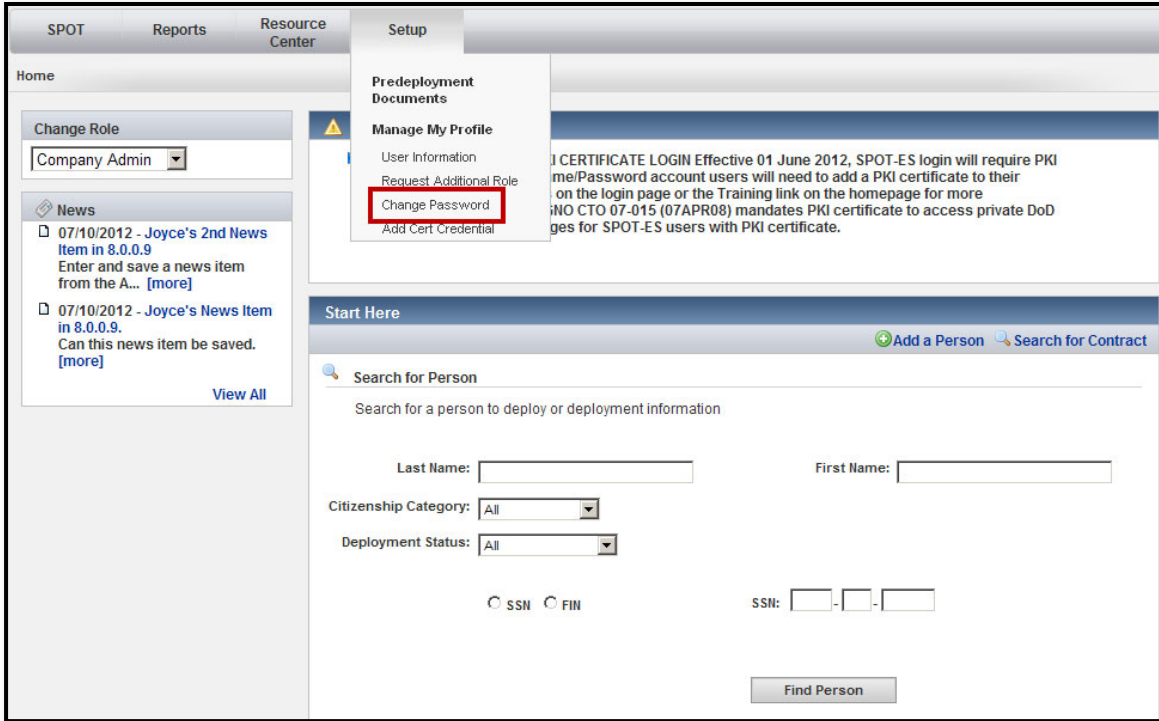 SPOT
Reports
Resource
Center
Setup
Home
Predeployment
Documents
Manage My Profile
User Information
Request Additional Role
Change Password
Add Cert Credential
Change Role
Company Admin
News
07/10/2012 - Joyce's 2nd News
Item in 8.0.0.9
Enter and save a news item
from the A... [more]
07/10/2012 - Joyce's News Item
in 8.0.0.9.
Can this news item be saved.
[more]
View All
CERTIFICATE LOGIN Effective 01 June 2012, SPOT-ES login will require PKI
me/Password account users will need to add a PKI certificate to their
on the login page or the Training link on the homepage for more
GNO CTO 07-015 (07APR08) mandates PKI certificate to access private DoD
ges for SPOT-ES users with PKI certificate.
Start Here
Add a Person Search for Contract
Search for Person
Search for a person to deploy or deployment information
Last Name: First Name:
Citizenship Category: All
Deployment Status: All
SSN FIN SSN: - -
Find Person